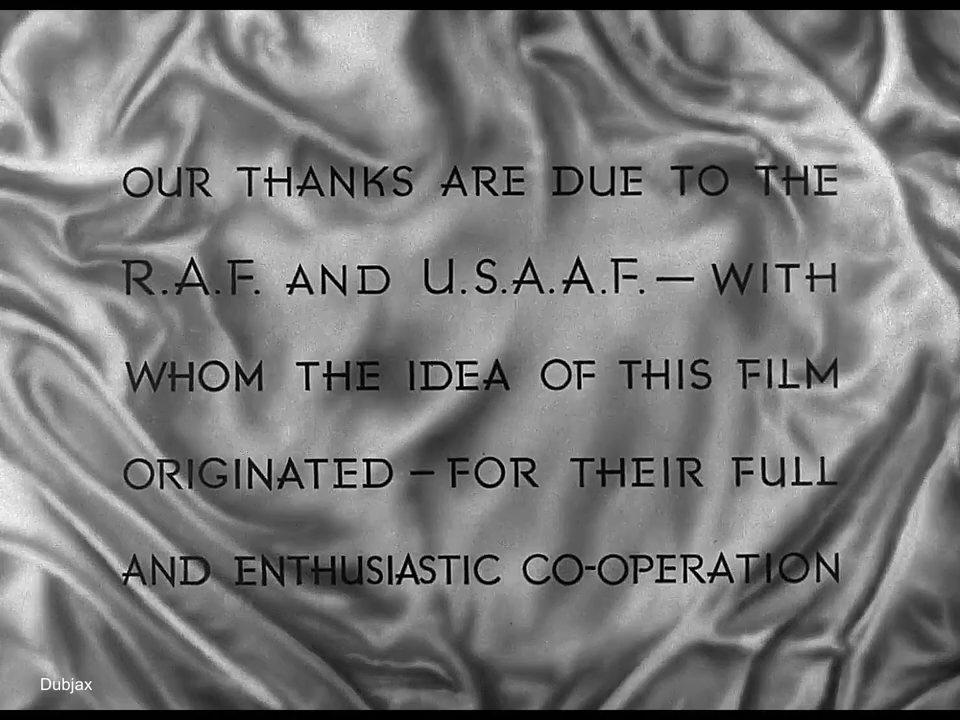 OUR THANKS ARE DUE TO THE
R.A.F. AND U.S.A.A.F. — WITH
WHOM THE IDEA OF THIS FILM
ORIGINATED — FOR THEIR FULL
AND ENTHUSIASTIC CO-OPERATION
Dubjax